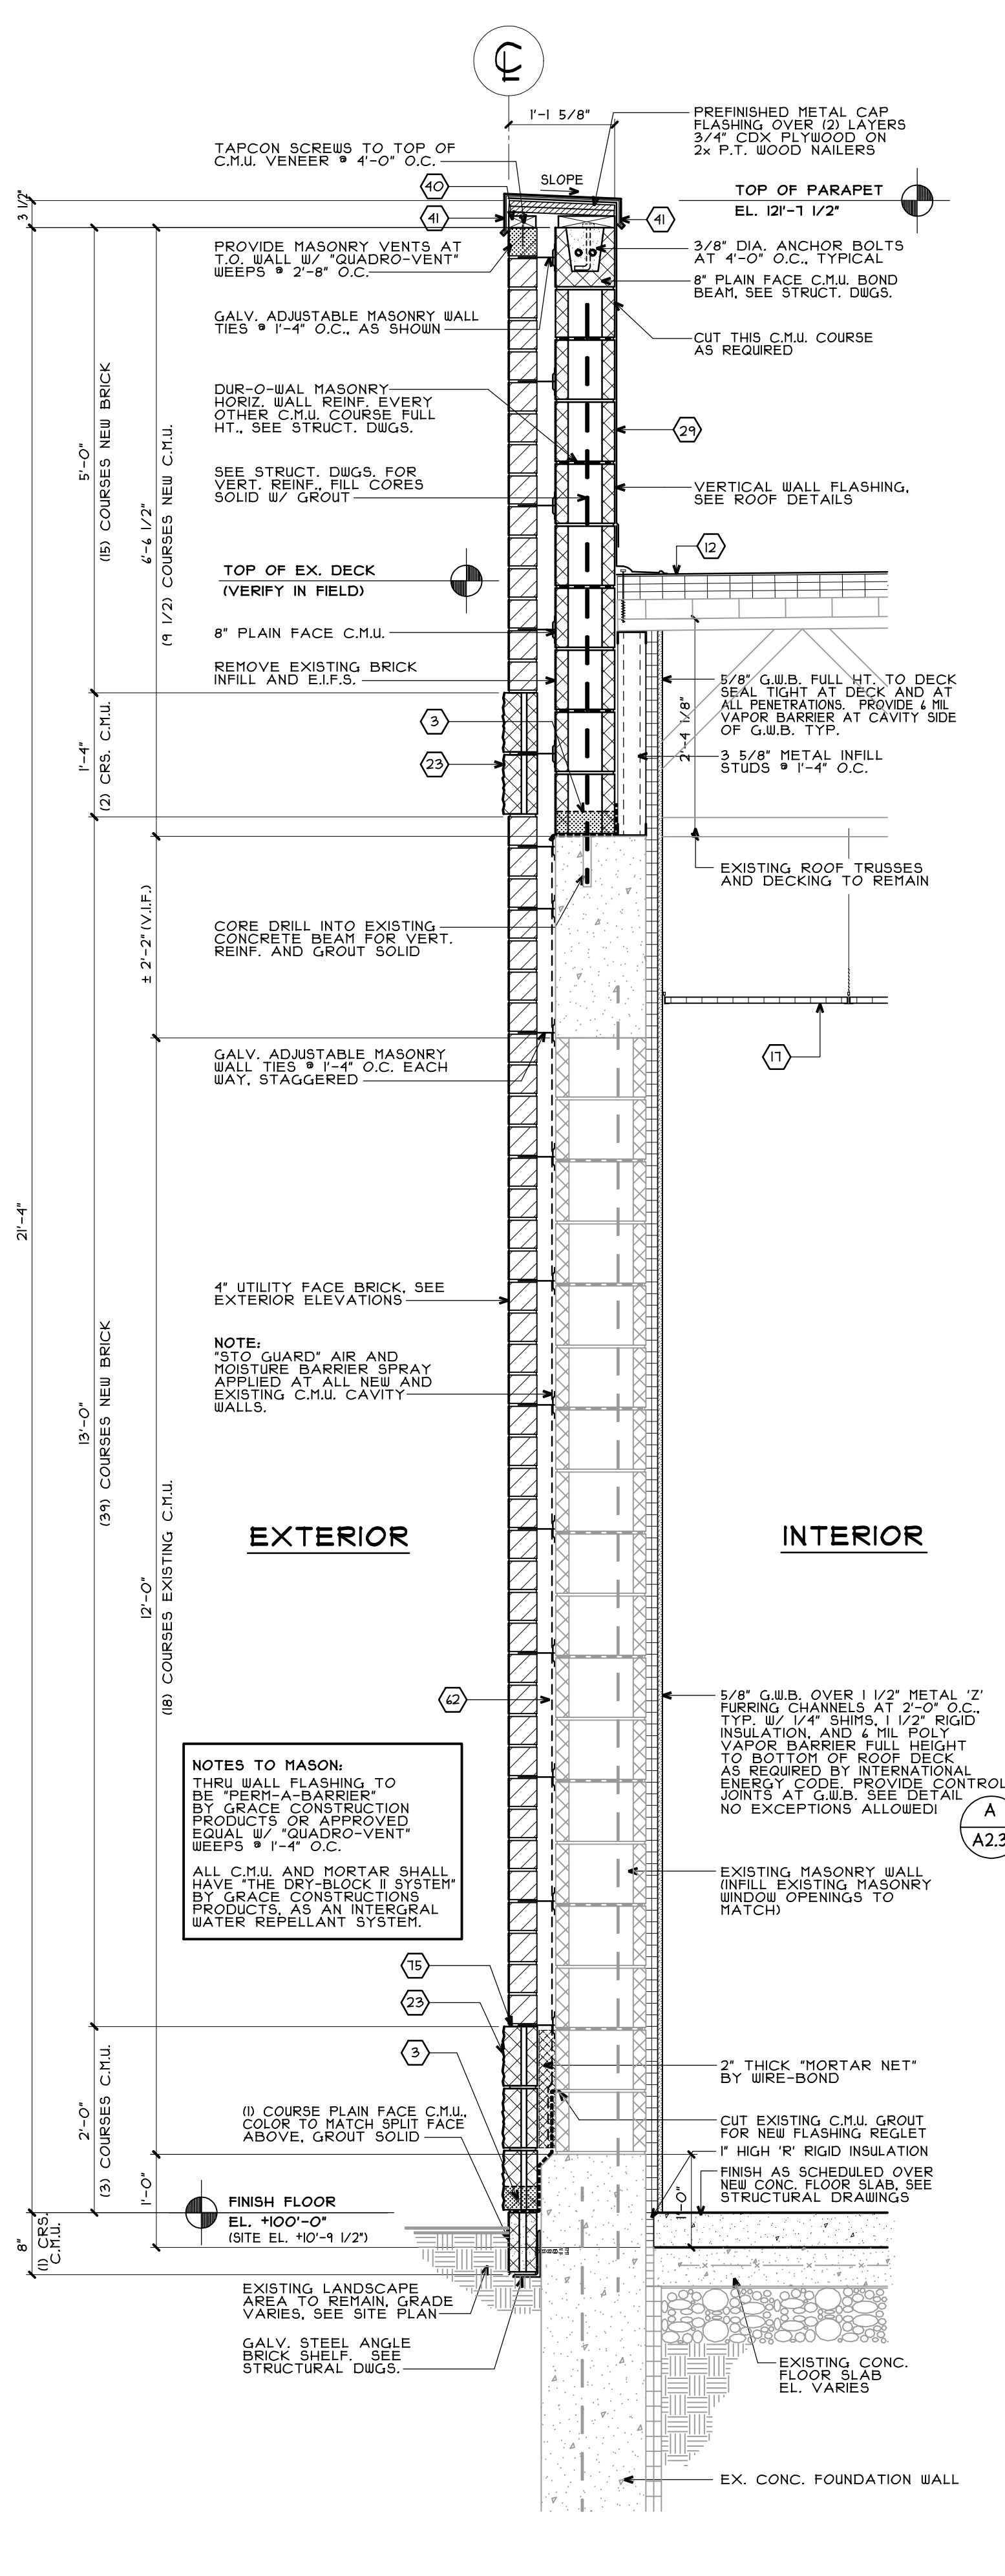 CL
1'-1 5/8"
PREFINISHED METAL CAP
FLASHING OVER (2) LAYERS
3/4" CDX PLYWOOD ON
2x P.T. WOOD NAILERS
TAPCON SCREWS TO TOP OF
C.M.U. VENEER @ 4'-0" O.C.
40
SLOPE
TOP OF PARAPET
EL. 121'-7 1/2"
3 1/2"
41
41
PROVIDE MASONRY VENTS AT
T.O. WALL W/ "QUADRO-VENT"
WEEPS @ 2'-8" O.C.
3/8" DIA. ANCHOR BOLTS
AT 4'-0" O.C., TYPICAL
8" PLAIN FACE C.M.U. BOND
BEAM, SEE STRUCT. DWGS.
GALV. ADJUSTABLE MASONRY WALL
TIES @ 1'-4" O.C., AS SHOWN
CUT THIS C.M.U. COURSE
AS REQUIRED
DUR-O-WAL MASONRY
HORIZ. WALL REINF. EVERY
OTHER C.M.U. COURSE FULL
HT., SEE STRUCT. DWGS.
29
5'-0"
(15) COURSES NEW BRICK
6'-6 1/2"
(9 1/2) COURSES NEW C.M.U.
SEE STRUCT. DWGS. FOR
VERT. REINF., FILL CORES
SOLID W/ GROUT
VERTICAL WALL FLASHING,
SEE ROOF DETAILS
12
TOP OF EX. DECK
(VERIFY IN FIELD)
8" PLAIN FACE C.M.U.
REMOVE EXISTING BRICK
INFILL AND E.I.F.S.
5/8" G.W.B. FULL HT. TO DECK
SEAL TIGHT AT DECK AND AT
ALL PENETRATIONS. PROVIDE 6 MIL
VAPOR BARRIER AT CAVITY SIDE
OF G.W.B. TYP.
2'-4 1/8"
3
23
1'-4"
(2) CRS. C.M.U.
3 5/8" METAL INFILL
STUDS @ 1'-4" O.C.
EXISTING ROOF TRUSSES
AND DECKING TO REMAIN
± 2'-2" (V.I.F.)
CORE DRILL INTO EXISTING
CONCRETE BEAM FOR VERT.
REINF. AND GROUT SOLID
17
GALV. ADJUSTABLE MASONRY
WALL TIES @ 1'-4" O.C. EACH
WAY, STAGGERED
21'-4"
4" UTILITY FACE BRICK, SEE
EXTERIOR ELEVATIONS
NOTE:
"STO GUARD" AIR AND
MOISTURE BARRIER SPRAY
APPLIED AT ALL NEW AND
EXISTING C.M.U. CAVITY
WALLS.
13'-0"
(39) COURSES NEW BRICK
EXTERIOR
INTERIOR
12'-0"
(18) COURSES EXISTING C.M.U.
62
5/8" G.W.B. OVER 1 1/2" METAL 'Z'
FURRING CHANNELS AT 2'-0" O.C.,
TYP. W/ 1/4" SHIMS, 1 1/2" RIGID
INSULATION, AND 6 MIL POLY
VAPOR BARRIER FULL HEIGHT
TO BOTTOM OF ROOF DECK
AS REQUIRED BY INTERNATIONAL
ENERGY CODE. PROVIDE CONTROL
JOINTS AT G.W.B. SEE DETAIL
NO EXCEPTIONS ALLOWED!
A
A2.3
NOTES TO MASON:
THRU WALL FLASHING TO
BE "PERM-A-BARRIER"
BY GRACE CONSTRUCTION
PRODUCTS OR APPROVED
EQUAL W/ "QUADRO-VENT"
WEEPS @ 1'-4" O.C.
ALL C.M.U. AND MORTAR SHALL
HAVE "THE DRY-BLOCK II SYSTEM"
BY GRACE CONSTRUCTIONS
PRODUCTS, AS AN INTERGRAL
WATER REPELLANT SYSTEM.
EXISTING MASONRY WALL
(INFILL EXISTING MASONRY
WINDOW OPENINGS TO
MATCH)
75
23
3
2'-0"
(3) COURSES C.M.U.
2" THICK "MORTAR NET"
BY WIRE-BOND
(1) COURSE PLAIN FACE C.M.U.,
COLOR TO MATCH SPLIT FACE
ABOVE, GROUT SOLID
CUT EXISTING C.M.U. GROUT
FOR NEW FLASHING REGLET
1" HIGH 'R' RIGID INSULATION
FINISH AS SCHEDULED OVER
NEW CONC. FLOOR SLAB, SEE
STRUCTURAL DRAWINGS
1'-0"
1'-0"
FINISH FLOOR
EL. +100'-0"
(SITE EL. +10'-9 1/2")
8"
(1) CRS.
C.M.U.
EXISTING LANDSCAPE
AREA TO REMAIN, GRADE
VARIES, SEE SITE PLAN
GALV. STEEL ANGLE
BRICK SHELF. SEE
STRUCTURAL DWGS.
EXISTING CONC.
FLOOR SLAB
EL. VARIES
EX. CONC. FOUNDATION WALL